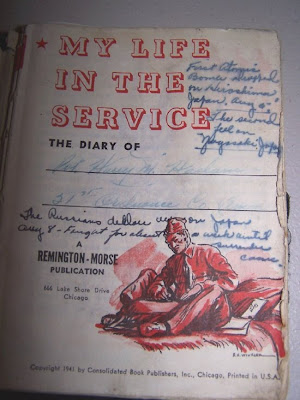 ★ MY LIFE
IN THE
SERVICE
First Atomic
Bomb dropped
on Hiroshima
Japan, Aug 5"
The second
fell on
Nagasaki Japan
THE DIARY OF
The Russians declare war on Japan
Aug 8 - fought for about a week until
surrender
came.
A
REMINGTON-MORSE
PUBLICATION
666 Lake Shore Drive
Chicago
Copyright 1941 by Consolidated Book Publishers, Inc., Chicago, Printed in U.S.A.